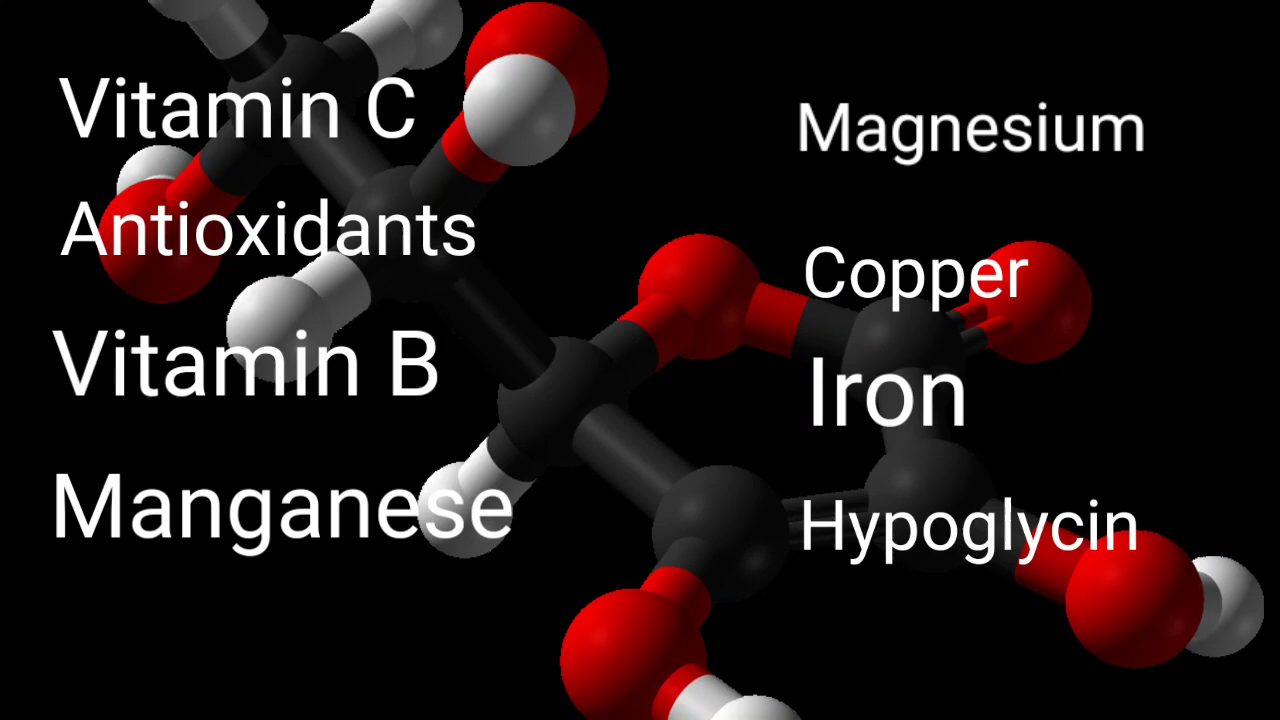 Vitamin C
Antioxidants
Vitamin B
Manganese
Magnesium
Copper
Iron
Hypoglycin